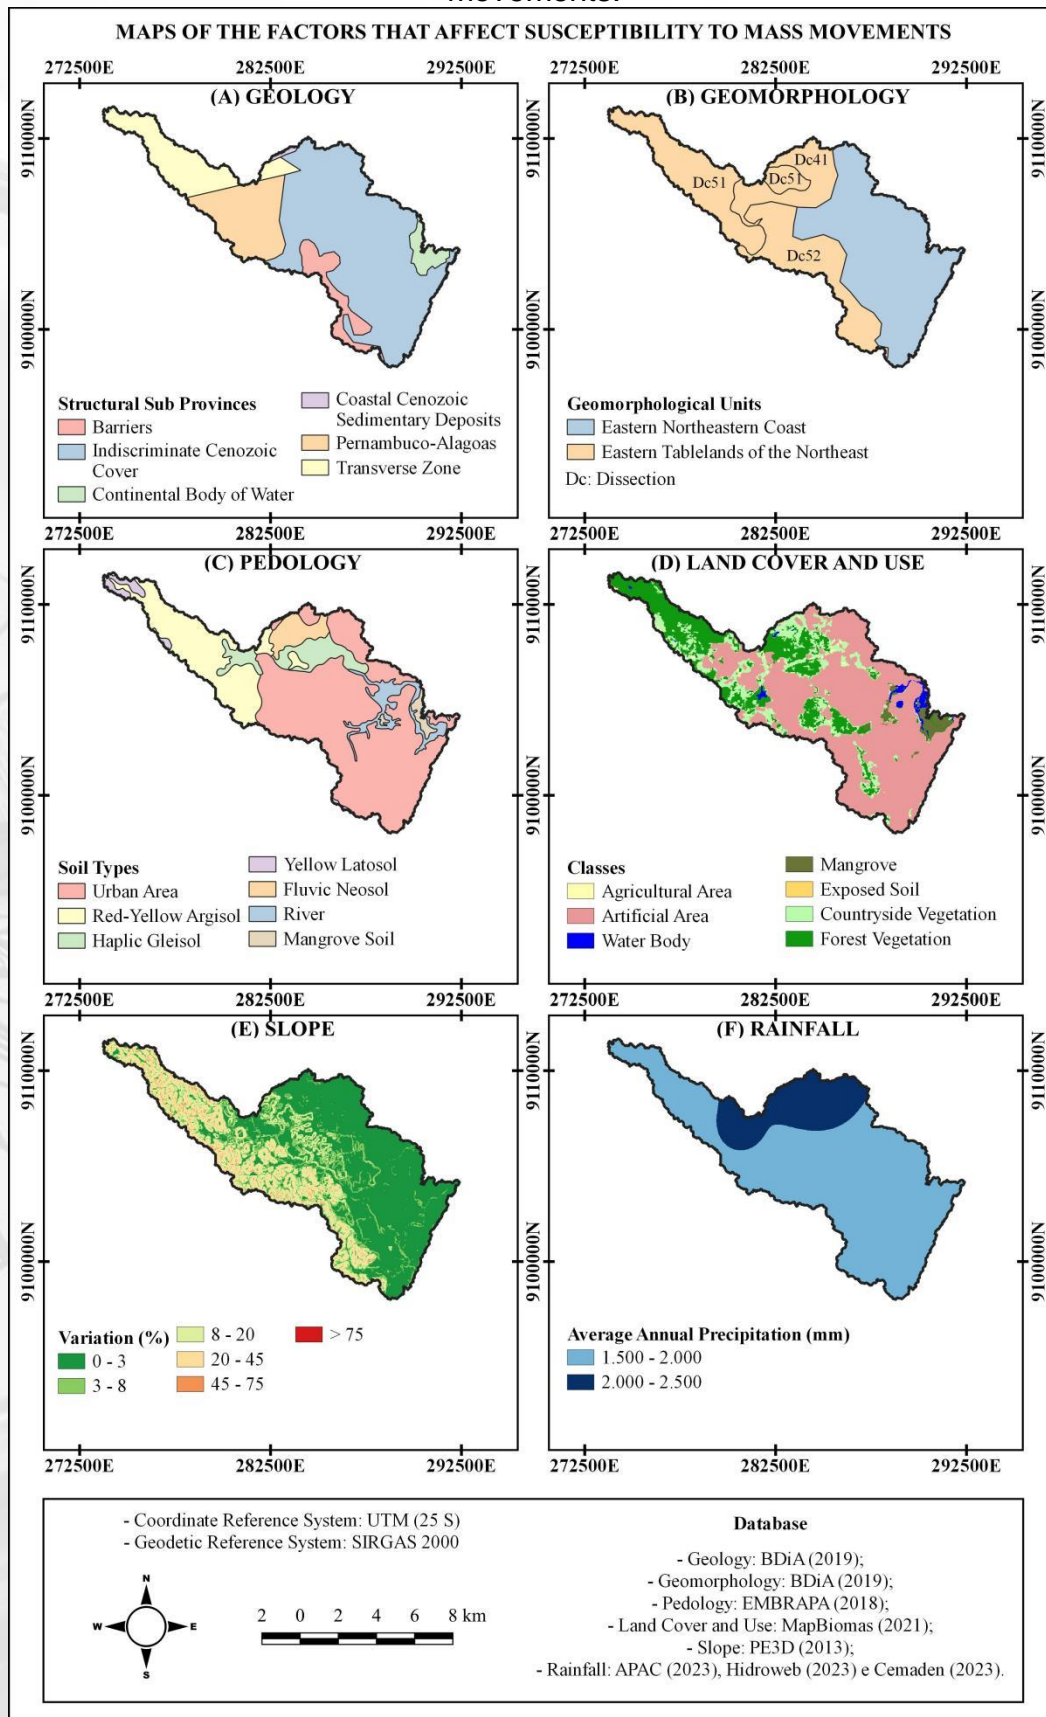 movements.
MAPS OF THE FACTORS THAT AFFECT SUSCEPTIBILITY TO MASS MOVEMENTS
272500E 282500E 292500E 272500E 282500E 292500E
(A) GEOLOGY
9110000N
9100000N
Structural Sub Provinces
Barriers
Indiscriminate Cenozoic
Cover
Continental Body of Water
Coastal Cenozoic
Sedimentary Deposits
Pernambuco-Alagoas
Transverse Zone
(B) GEOMORPHOLOGY
9110000N
9100000N
9110000N
9100000N
Dc41
Dc51
Dc51
Dc52
Geomorphological Units
Eastern Northeastern Coast
Eastern Tablelands of the Northeast
Dc: Dissection
272500E 282500E 292500E 272500E 282500E 292500E
(C) PEDOLOGY
9110000N
9100000N
Soil Types
Urban Area
Red-Yellow Argisol
Haplic Gleisol
Yellow Latosol
Fluvic Neosol
River
Mangrove Soil
(D) LAND COVER AND USE
9110000N
9100000N
9110000N
9100000N
Classes
Agricultural Area
Artificial Area
Water Body
Mangrove
Exposed Soil
Countryside Vegetation
Forest Vegetation
272500E 282500E 292500E 272500E 282500E 292500E
(E) SLOPE
9110000N
9100000N
Variation (%)
0 - 3
3 - 8
8 - 20
20 - 45
45 - 75
> 75
(F) RAINFALL
9110000N
9100000N
9110000N
9100000N
Average Annual Precipitation (mm)
1.500 - 2.000
2.000 - 2.500
272500E 282500E 292500E 272500E 282500E 292500E
- Coordinate Reference System: UTM (25 S)
- Geodetic Reference System: SIRGAS 2000
N
W E
S
2 0 2 4 6 8 km
Database
- Geology: BDiA (2019);
- Geomorphology: BDiA (2019);
- Pedology: EMBRAPA (2018);
- Land Cover and Use: MapBiomas (2021);
- Slope: PE3D (2013);
- Rainfall: APAC (2023), Hidroweb (2023) e Cemaden (2023).